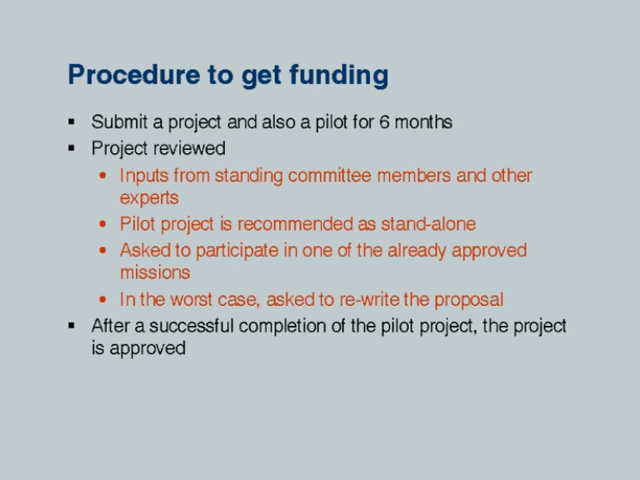 Procedure to get funding
▪ Submit a project and also a pilot for 6 months
▪ Project reviewed
• Inputs from standing committee members and other
experts
• Pilot project is recommended as stand-alone
• Asked to participate in one of the already approved
missions
• In the worst case, asked to re-write the proposal
▪ After a successful completion of the pilot project, the project
is approved